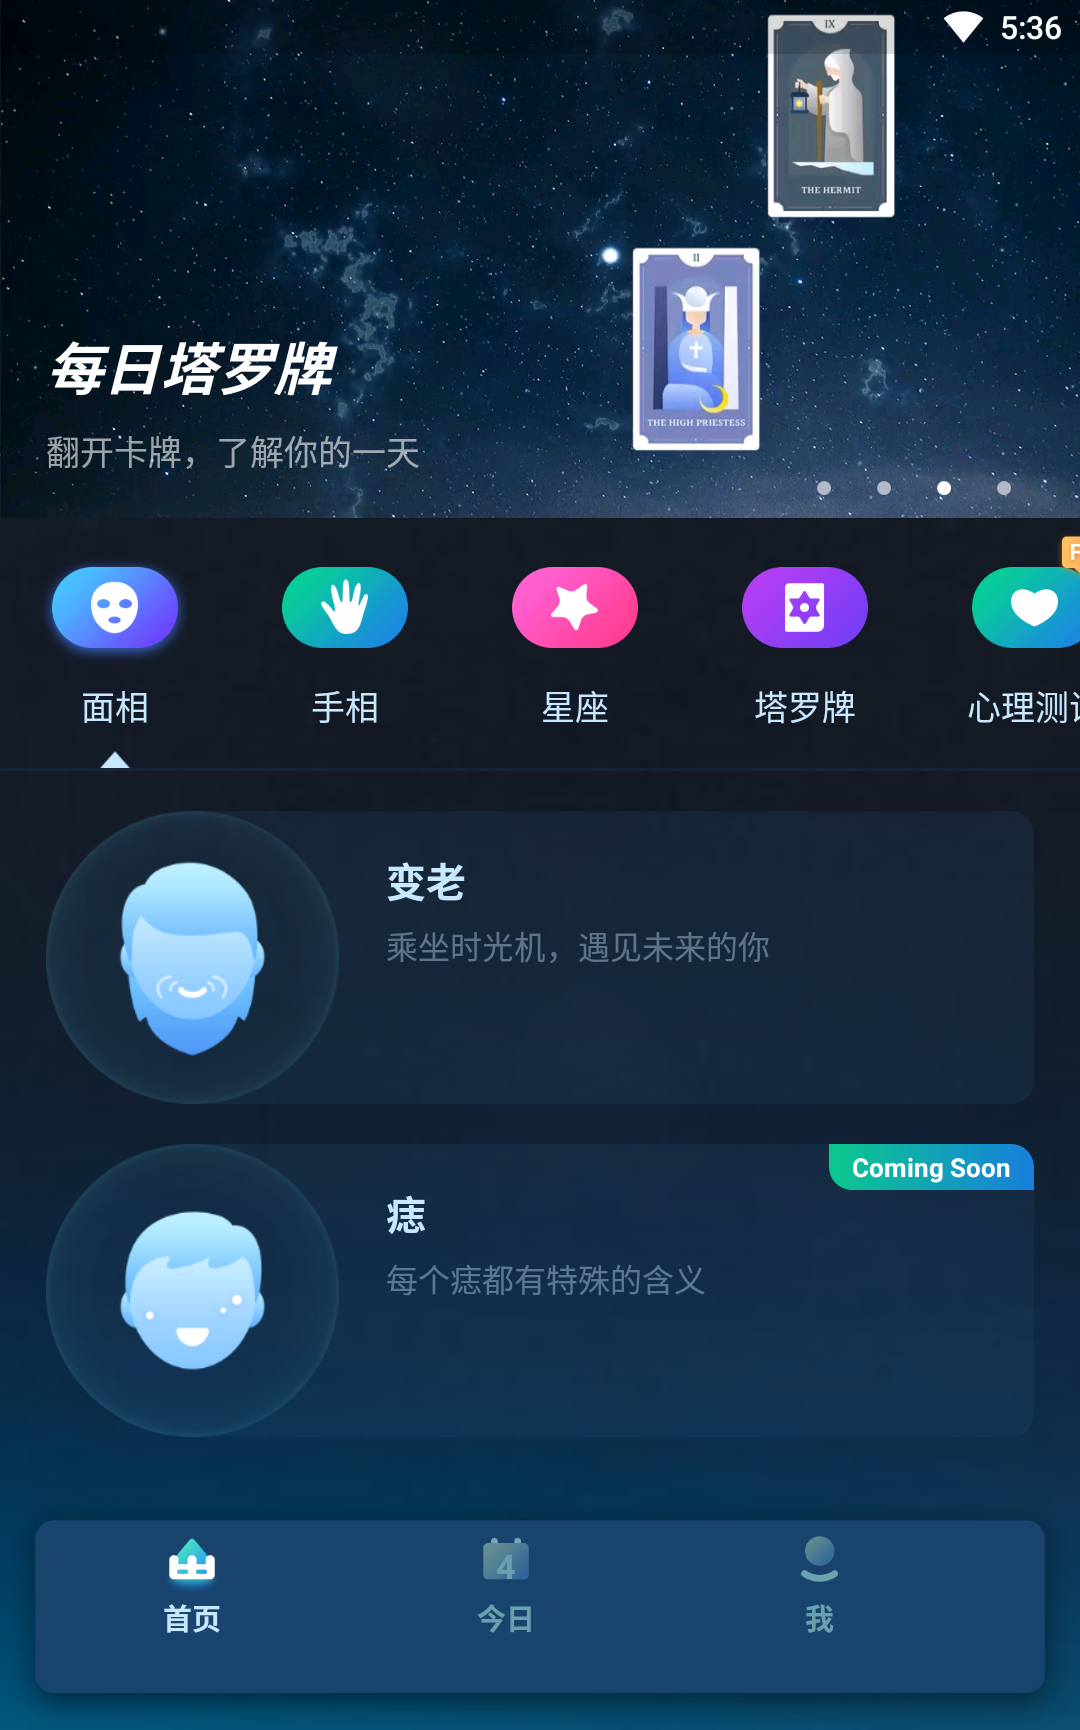 5:36
IX
THE HERMIT
II
THE HIGH PRIESTESS
每日塔罗牌
翻开卡牌，了解你的一天
面相
手相
星座
塔罗牌
心理测
变老
乘坐时光机，遇见未来的你
Coming Soon
痣
每个痣都有特殊的含义
4
首页
今日
我